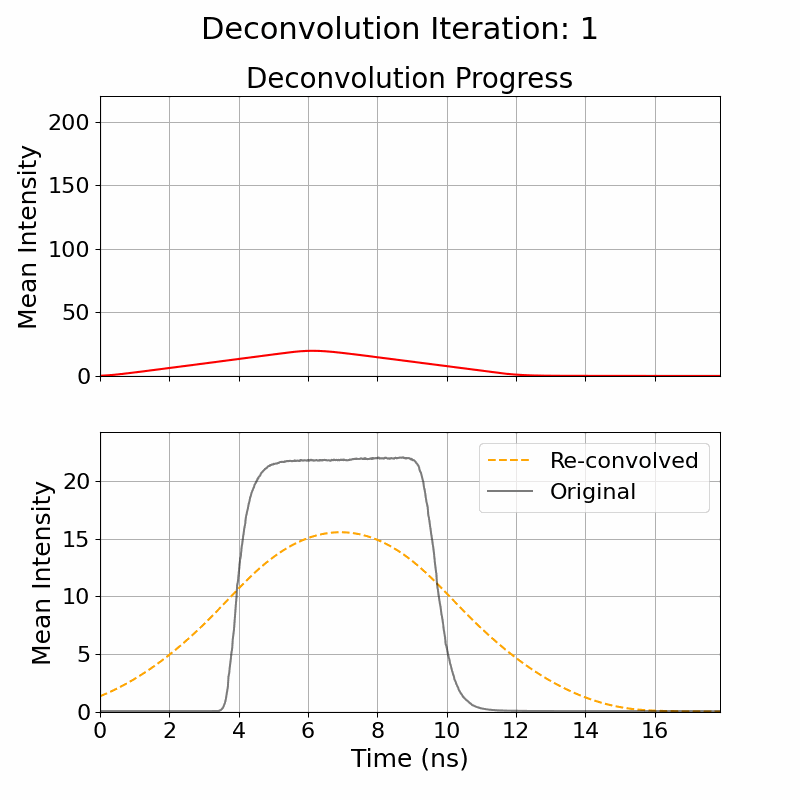 Deconvolution Iteration: 1
Deconvolution Progress
200
150
100
50
0
Mean Intensity
Re-convolved
Original
20
15
10
5
0
Mean Intensity
0 2 4 6 8 10 12 14 16
Time (ns)